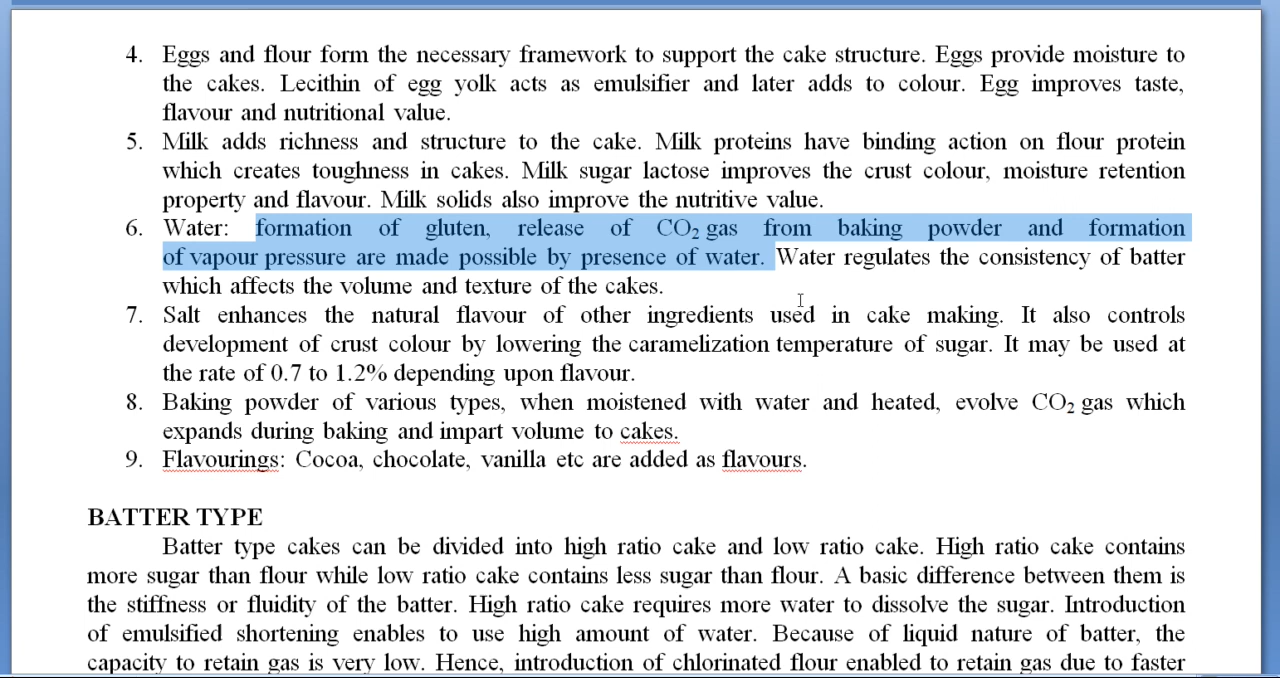 4. Eggs and flour form the necessary framework to support the cake structure. Eggs provide moisture to
the cakes. Lecithin of egg yolk acts as emulsifier and later adds to colour. Egg improves taste,
flavour and nutritional value.
5. Milk adds richness and structure to the cake. Milk proteins have binding action on flour protein
which creates toughness in cakes. Milk sugar lactose improves the crust colour, moisture retention
property and flavour. Milk solids also improve the nutritive value.
6. Water: formation of gluten, release of CO₂ gas from baking powder and formation
of vapour pressure are made possible by presence of water. Water regulates the consistency of batter
which affects the volume and texture of the cakes.
7. Salt enhances the natural flavour of other ingredients used in cake making. It also controls
development of crust colour by lowering the caramelization temperature of sugar. It may be used at
the rate of 0.7 to 1.2% depending upon flavour.
8. Baking powder of various types, when moistened with water and heated, evolve CO₂ gas which
expands during baking and impart volume to cakes.
9. Flavourings: Cocoa, chocolate, vanilla etc are added as flavours.
BATTER TYPE
Batter type cakes can be divided into high ratio cake and low ratio cake. High ratio cake contains
more sugar than flour while low ratio cake contains less sugar than flour. A basic difference between them is
the stiffness or fluidity of the batter. High ratio cake requires more water to dissolve the sugar. Introduction
of emulsified shortening enables to use high amount of water. Because of liquid nature of batter, the
capacity to retain gas is very low. Hence, introduction of chlorinated flour enabled to retain gas due to faster